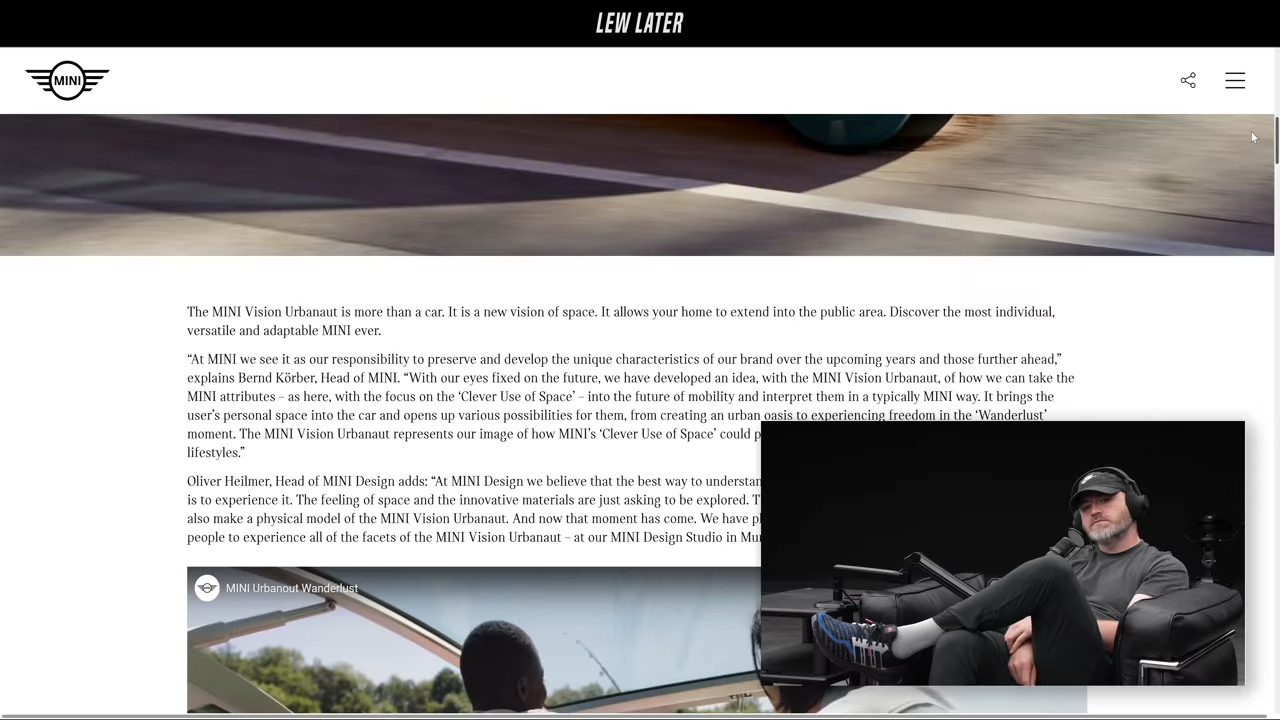 LEW LATER
MINI
The MINI Vision Urbanaut is more than a car. It is a new vision of space. It allows your home to extend into the public area. Discover the most individual,
versatile and adaptable MINI ever.
“At MINI we see it as our responsibility to preserve and develop the unique characteristics of our brand over the upcoming years and those further ahead,”
explains Bernd Körber, Head of MINI. “With our eyes fixed on the future, we have developed an idea, with the MINI Vision Urbanaut, of how we can take the
MINI attributes – as here, with the focus on the ‘Clever Use of Space’ – into the future of mobility and interpret them in a typically MINI way. It brings the
user’s personal space into the car and opens up various possibilities for them, from creating an urban oasis to experiencing freedom in the ‘Wanderlust’
moment. The MINI Vision Urbanaut represents our image of how MINI’s ‘Clever Use of Space’ could
lifestyles.”
Oliver Heilmer, Head of MINI Design adds: “At MINI Design we believe that the best way to
is to experience it. The feeling of space and the innovative materials are just asking to be explored.
also make a physical model of the MINI Vision Urbanaut. And now that moment has come. We have
people to experience all of the facets of the MINI Vision Urbanaut – at our MINI Design Studio in
MINI Urbanout Wanderlust